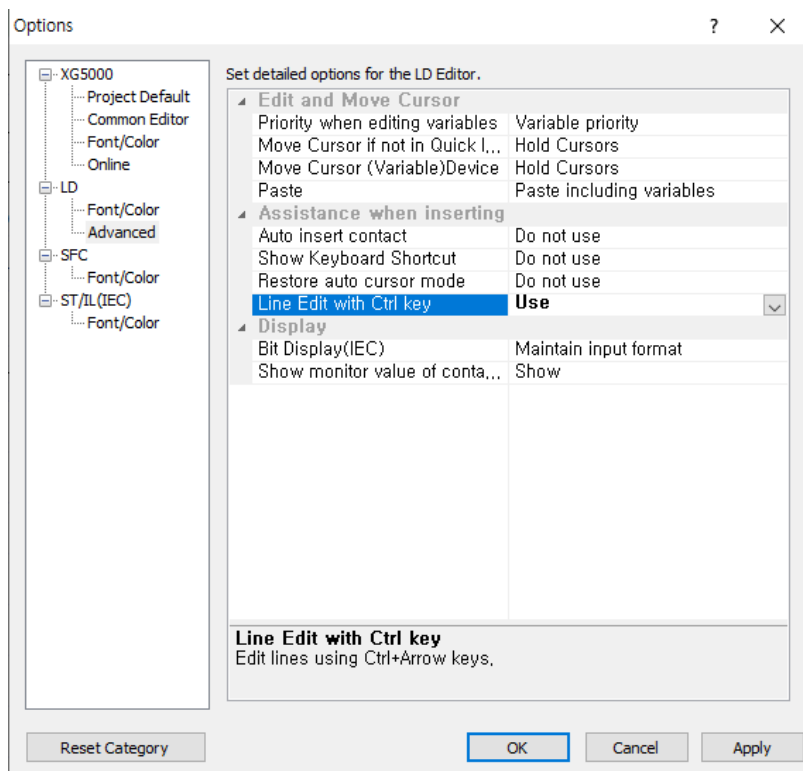 Options
?
XG5000
Project Default
Common Editor
Font/Color
Online
LD
Font/Color
Advanced
SFC
Font/Color
ST/IL(IEC)
Font/Color
Set detailed options for the LD Editor.
Edit and Move Cursor
Priority when editing variables Variable priority
Move Cursor if not in Quick I... Hold Cursors
Move Cursor (Variable)Device Hold Cursors
Paste Paste including variables
Assistance when inserting
Auto insert contact Do not use
Show Keyboard Shortcut Do not use
Restore auto cursor mode Do not use
Line Edit with Ctrl key Use
Display
Bit Display(IEC) Maintain input format
Show monitor value of conta... Show
Line Edit with Ctrl key
Edit lines using Ctrl+Arrow keys.
Reset Category OK Cancel Apply